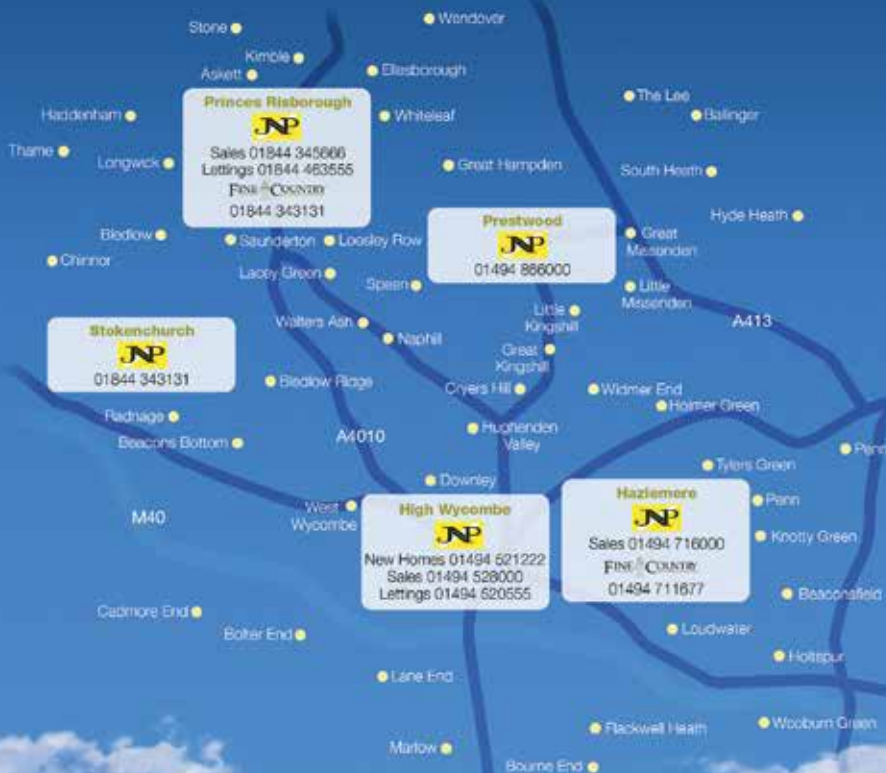 Wendover
Stone
Kimble
Askett
Ellesborough
The Lee
Haddenham
Whiteleaf
Ballinger
Princes Risborough
JNP
Sales 01844 345666
Lettings 01844 463555
FINE & COUNTRY
01844 343131
Thame
Longwick
Great Hampden
South Heath
Hyde Heath
Bledlow
Saunderton
Loosley Row
Prestwood
JNP
01494 866000
Great
Missenden
Chinnor
Lacey Green
Speen
Little
Missenden
Stokenchurch
JNP
01844 343131
Walters Ash
Naphill
Little
Kingshill
A413
Great
Kingshill
Bledlow Ridge
Cryers Hill
Widmer End
Holmer Green
Radnage
Beacons Bottom
A4010
Hughenden
Valley
Penn
Tylers Green
Downley
M40
West
Wycombe
High Wycombe
JNP
New Homes 01494 521222
Sales 01494 528000
Lettings 01494 520555
Hazlemere
JNP
Sales 01494 716000
FINE & COUNTRY
01494 711677
Penn
Knotty Green
Beaconsfield
Cadmore End
Bolter End
Loudwater
Holtspur
Lane End
Flackwell Heath
Wooburn Green
Marlow
Bourne End